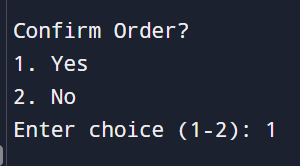 Confirm Order?
1. Yes
2. No
Enter choice (1-2): 1